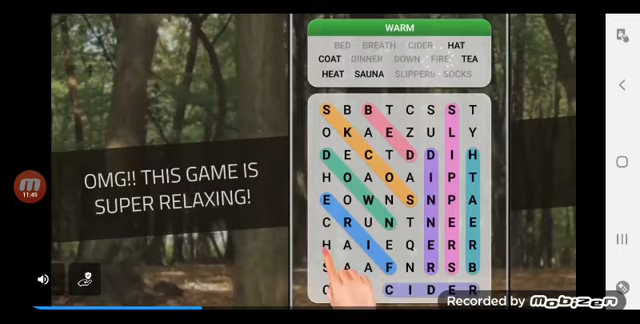 WARM
BED BREATH CIDER HAT
COAT DINNER DOWN FIRE TEA
HEAT SAUNA SLIPPERS SOCKS
S B B T C S S T
O K A E Z U L Y
D E C T D D I H
H O A O A I P T
E O W N S N P A
C R U N T N E E
H A I E Q E R R
S A A F N R S B
C I D E R
OMG!! THIS GAME IS
SUPER RELAXING!
11:49
Recorded by mobizen